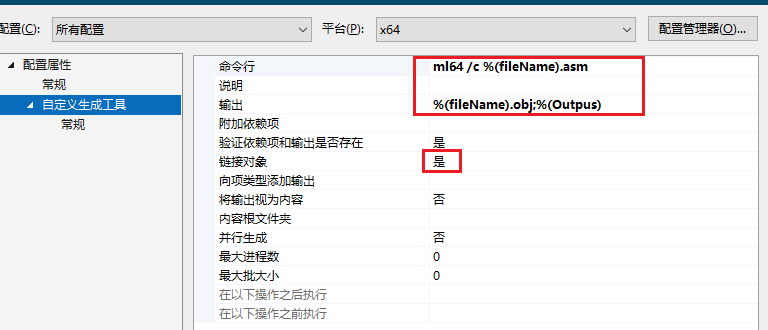 配置(C): 所有配置 平台(P): x64 配置管理器(O)...
配置属性
常规
自定义生成工具
常规
命令行 ml64 /c %(fileName).asm
说明
输出 %(fileName).obj;%(Outpus)
附加依赖项
验证依赖项和输出是否存在 是
链接对象 是
向项类型添加输出
将输出视为内容 否
内容根文件夹
并行生成 否
最大进程数 0
最大批大小 0
在以下操作之后执行
在以下操作之前执行